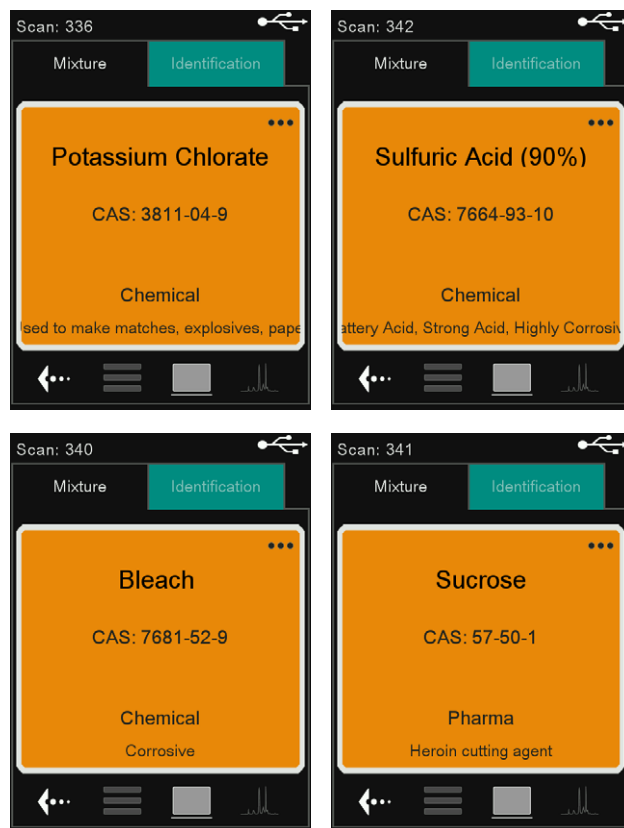 Scan: 336
Mixture
Identification
Potassium Chlorate
CAS: 3811-04-9
Chemical
sed to make matches, explosives, pape
Scan: 342
Mixture
Identification
Sulfuric Acid (90%)
CAS: 7664-93-10
Chemical
attery Acid, Strong Acid, Highly Corrosiv
Scan: 340
Mixture
Identification
Bleach
CAS: 7681-52-9
Chemical
Corrosive
Scan: 341
Mixture
Identification
Sucrose
CAS: 57-50-1
Pharma
Heroin cutting agent